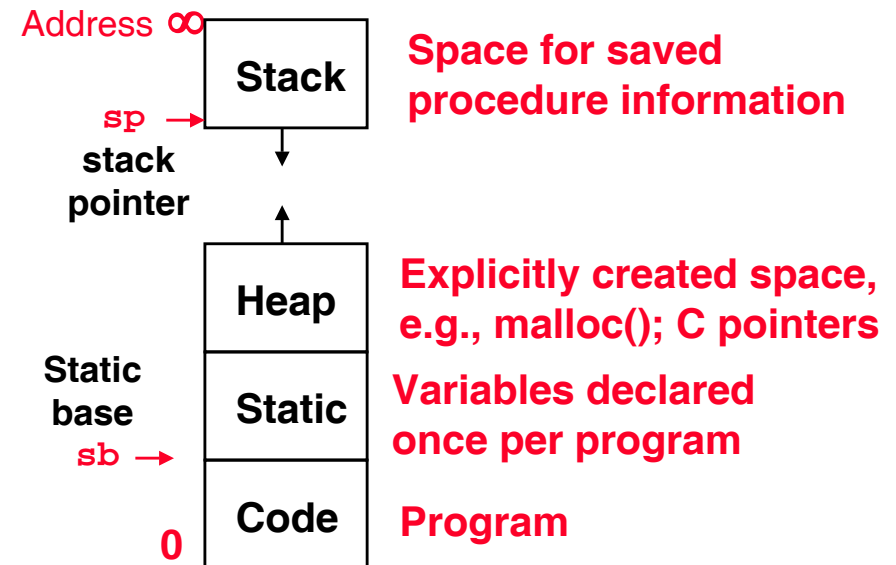 Address ∞
Stack
Space for saved
procedure information
sp
stack
pointer
Heap
Explicitly created space,
e.g., malloc(); C pointers
Static
base
sb
Static
Variables declared
once per program
Code
Program
0